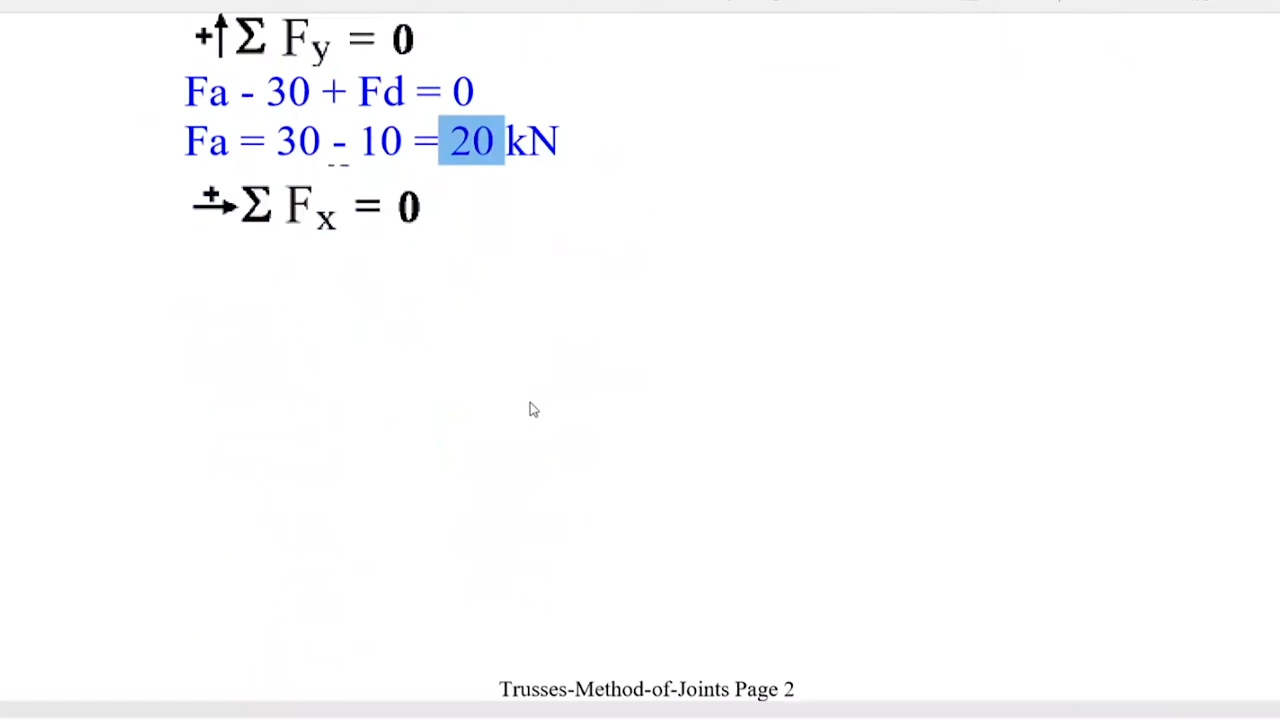 +↑Σ Fy = 0
Fa - 30 + Fd = 0
Fa = 30 - 10 = 20 kN
+→Σ Fx = 0
Trusses-Method-of-Joints Page 2